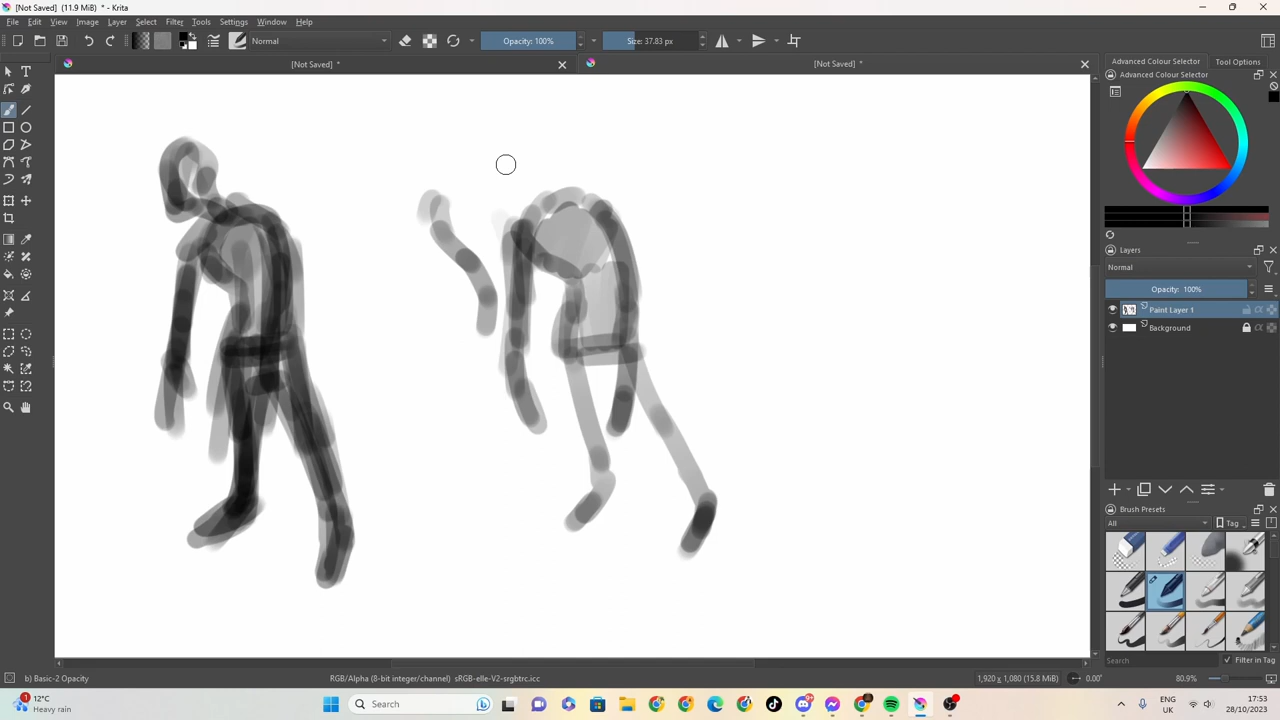 [Not Saved] (11.9 MiB) * - Krita
File Edit View Image Layer Select Filter Tools Settings Window Help
Normal
Opacity: 100%
Size: 37.83 px
[Not Saved] *
[Not Saved] *
Advanced Colour Selector
Tool Options
Advanced Colour Selector
Layers
Normal
Opacity: 100%
Paint Layer 1
Background
Brush Presets
All
Tag
Search
Filter in Tag
b) Basic-2 Opacity
RGB/Alpha (8-bit integer/channel) sRGB-elle-V2-srgbtrc.icc
1,920 x 1,080 (15.8 MiB)
0.00°
80.9%
1
12°C
Heavy rain
Search
ENG
UK
17:53
28/10/2023